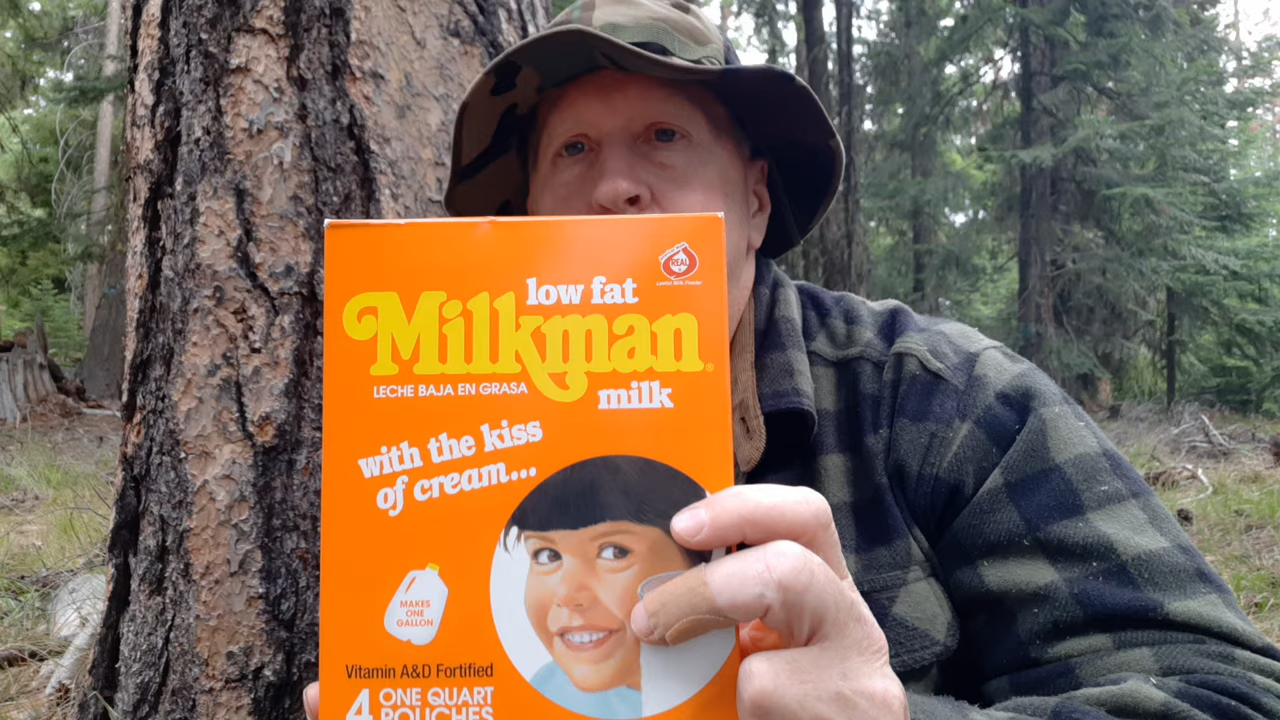 REAL
low fat
Milkman®
LECHE BAJA EN GRASA
milk
with the kiss
of cream...
MAKES
ONE
GALLON
Vitamin A&D Fortified
4 ONE QUART
POUCHES